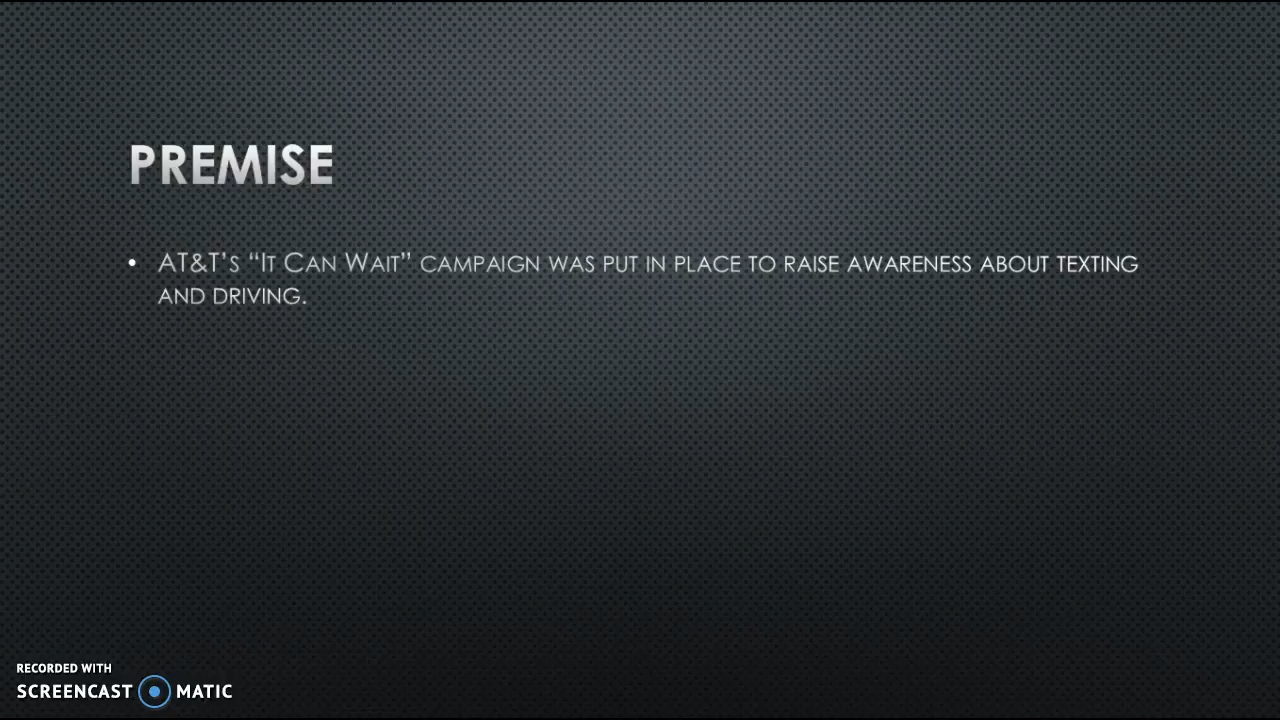 PREMISE
• AT&T's “It Can Wait” campaign was put in place to raise awareness about texting
and driving.
RECORDED WITH
SCREENCAST MATIC